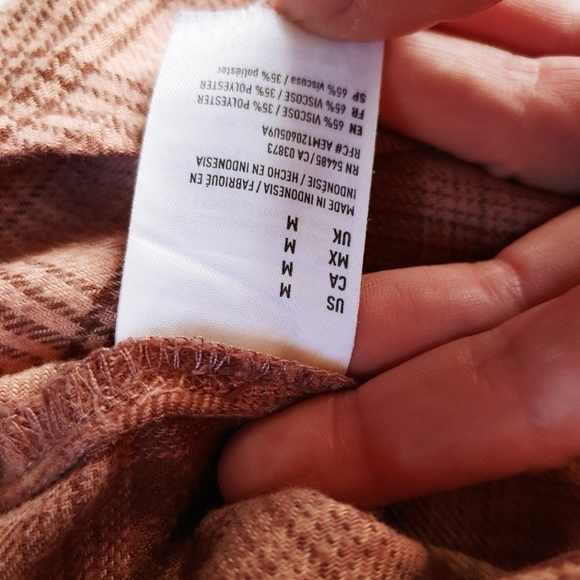 US M
CA M
MX M
UK M
MADE IN INDONESIA / FABRIQUÉ EN
INDONÉSIE / HECHO EN INDONESIA
RN 54485 / CA 03873
RFC# AEM120605U9A
EN 65% VISCOSE / 35% POLYESTER
FR 65% VISCOSE / 35% POLYESTER
SP 65% viscosa / 35% poliéster